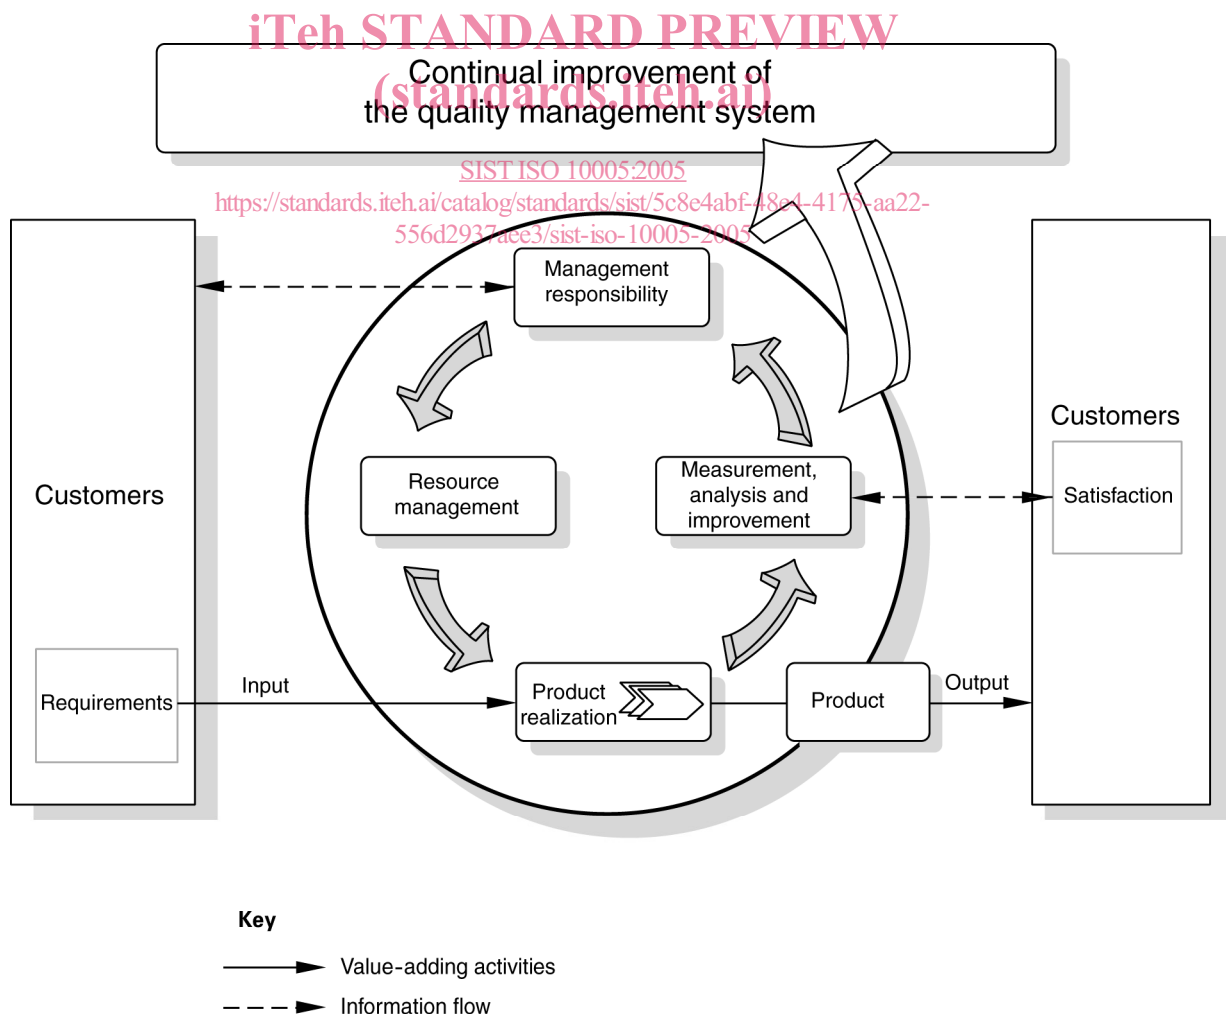 iTeh STANDARD PREVIEW
Continual improvement of
(standards.iteh.ai)
the quality management system
SIST ISO 10005:2005
https://standards.iteh.ai/catalog/standards/sist/5c8e4abf-48e4-4175-aa22-
556d2937aee3/sist-iso-10005-2005
Management
responsibility
Customers
Resource
management
Measurement,
analysis and
improvement
Customers
Satisfaction
Requirements
Input
Product
realization
Product
Output
Key
Value-adding activities
Information flow